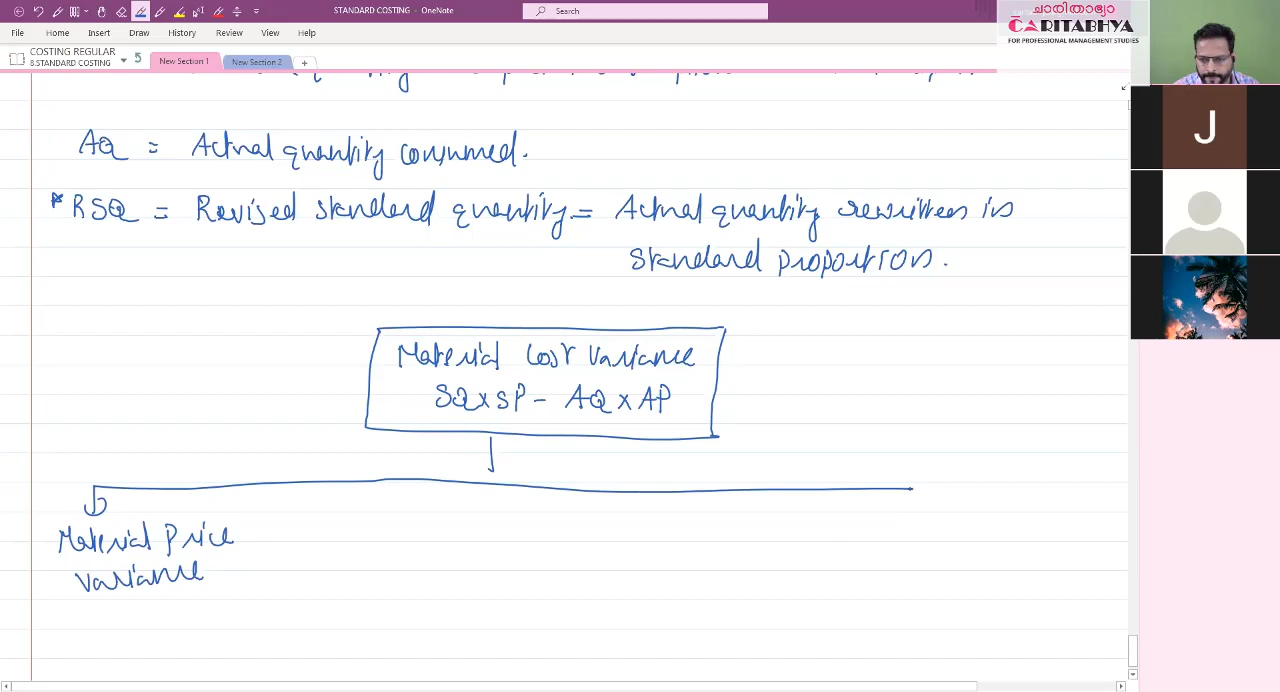 STANDARD COSTING - OneNote
Search
ചാരിതാഭ്യാ
CARITABHYA
FOR PROFESSIONAL MANAGEMENT STUDIES
File Home Insert Draw History Review View Help
COSTING REGULAR
8.STANDARD COSTING
5
New Section 1 New Section 2 +
AQ = Actual quantity consumed.
* RSQ = Revised standard quantity = Actual quantity rewritten in
standard proportion.
Material Cost Variance
SQ x SP - AQ x AP
Material Price
Variance
J